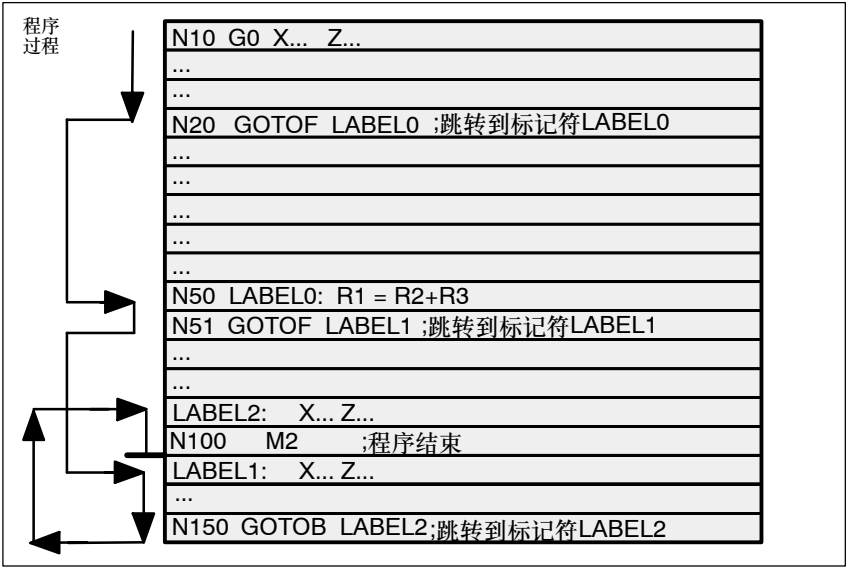 程序
过程
N10 G0 X... Z...
...
...
N20 GOTOF LABEL0 ;跳转到标记符LABEL0
...
...
...
...
...
N50 LABEL0: R1 = R2+R3
N51 GOTOF LABEL1 ;跳转到标记符LABEL1
...
...
LABEL2: X... Z...
N100 M2 ;程序结束
LABEL1: X... Z...
...
N150 GOTOB LABEL2;跳转到标记符LABEL2